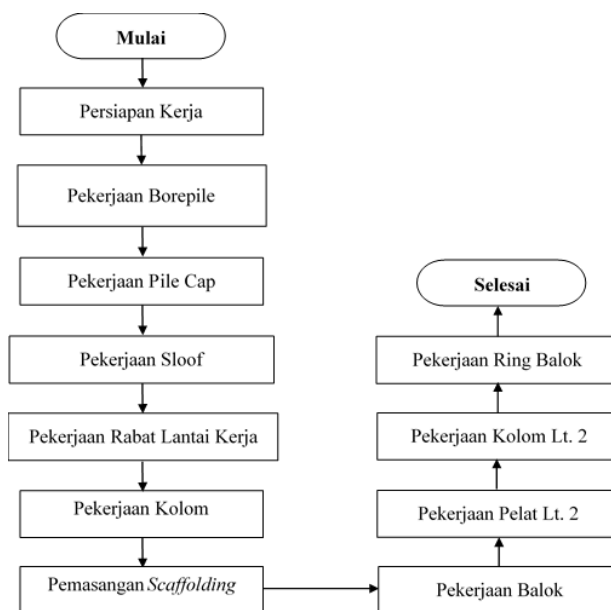 Mulai
Persiapan Kerja
Pekerjaan Borepile
Pekerjaan Pile Cap
Pekerjaan Sloof
Pekerjaan Rabat Lantai Kerja
Pekerjaan Kolom
Pemasangan Scaffolding
Pekerjaan Balok
Pekerjaan Pelat Lt. 2
Pekerjaan Kolom Lt. 2
Pekerjaan Ring Balok
Selesai